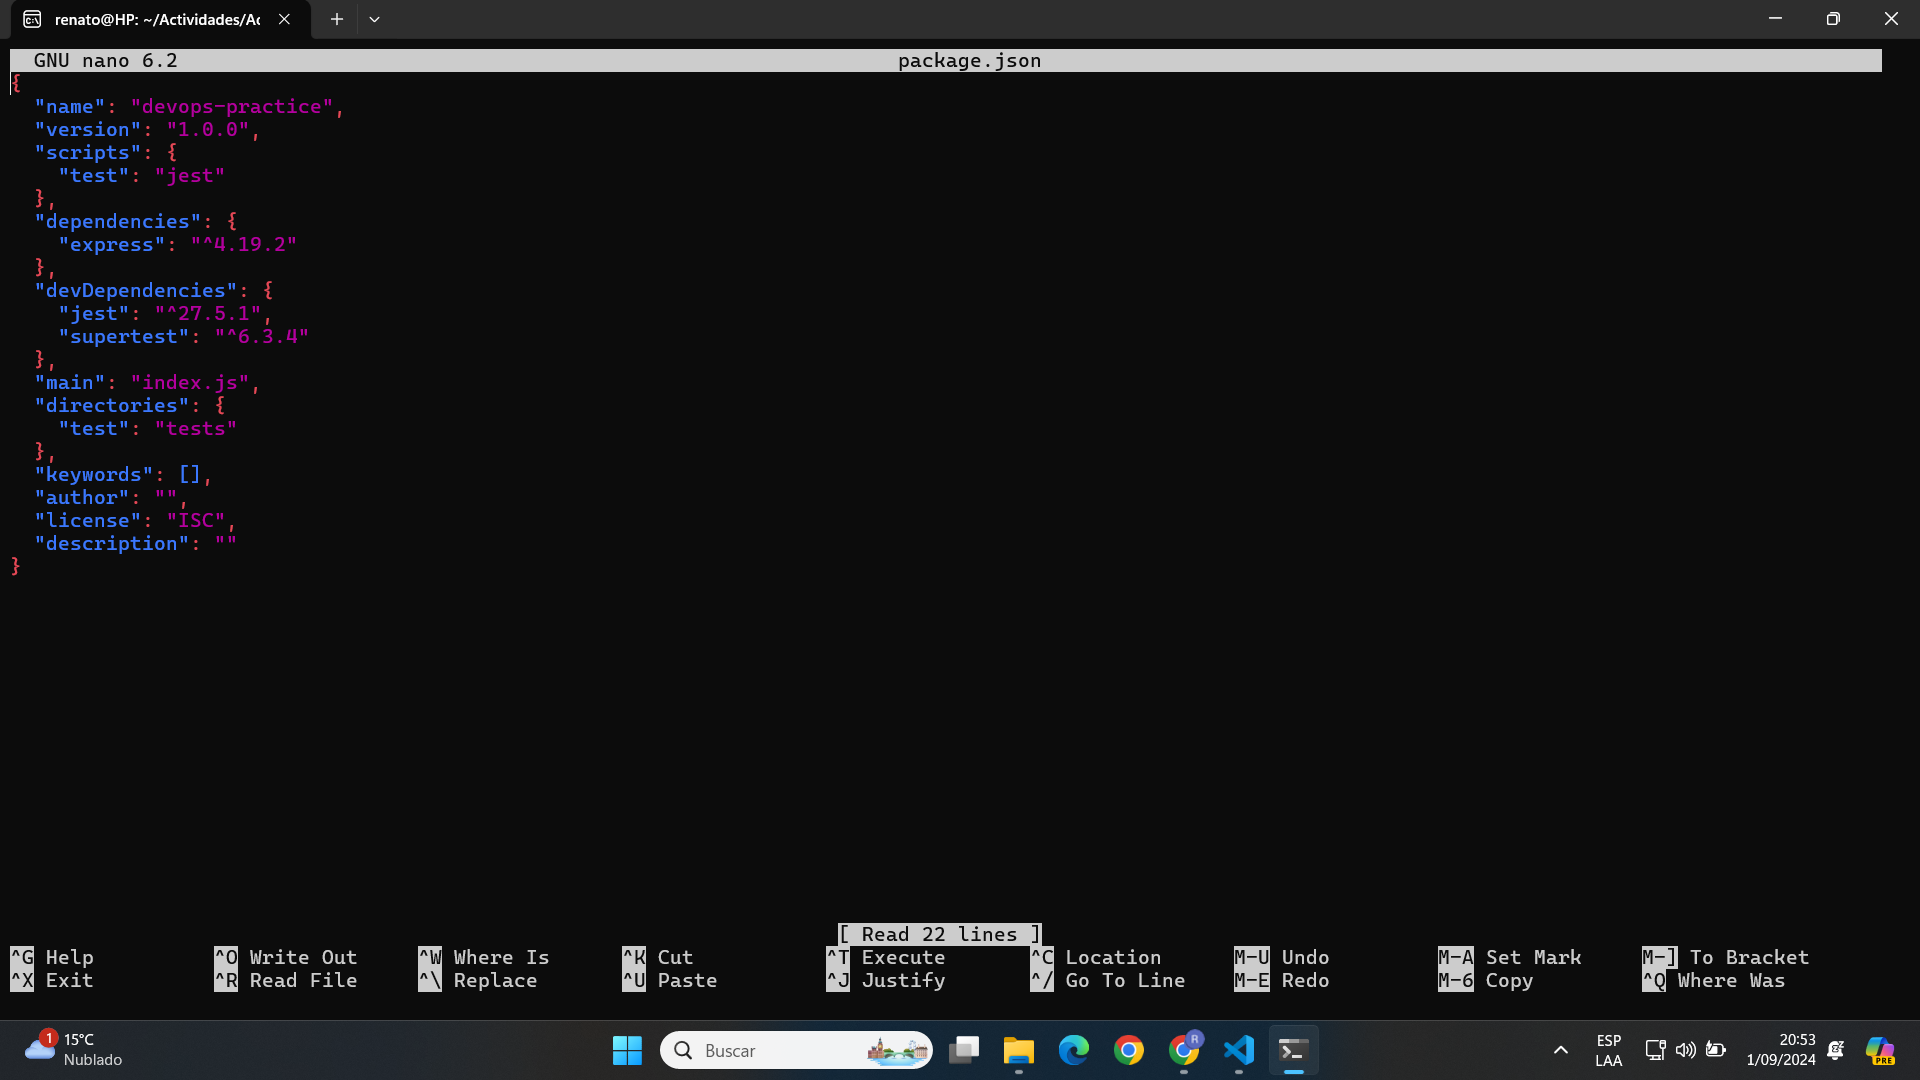 renato@HP: ~/Actividades/Ac
GNU nano 6.2 package.json
{
  "name": "devops-practice",
  "version": "1.0.0",
  "scripts": {
    "test": "jest"
  },
  "dependencies": {
    "express": "^4.19.2"
  },
  "devDependencies": {
    "jest": "^27.5.1",
    "supertest": "^6.3.4"
  },
  "main": "index.js",
  "directories": {
    "test": "tests"
  },
  "keywords": [],
  "author": "",
  "license": "ISC",
  "description": ""
}
[ Read 22 lines ]
^G Help ^O Write Out ^W Where Is ^K Cut ^T Execute ^C Location M-U Undo M-A Set Mark M-] To Bracket
^X Exit ^R Read File ^\ Replace ^U Paste ^J Justify ^/ Go To Line M-E Redo M-6 Copy ^Q Where Was
1 15°C
Nublado
Buscar
R
ESP
LAA
20:53
1/09/2024
PRE